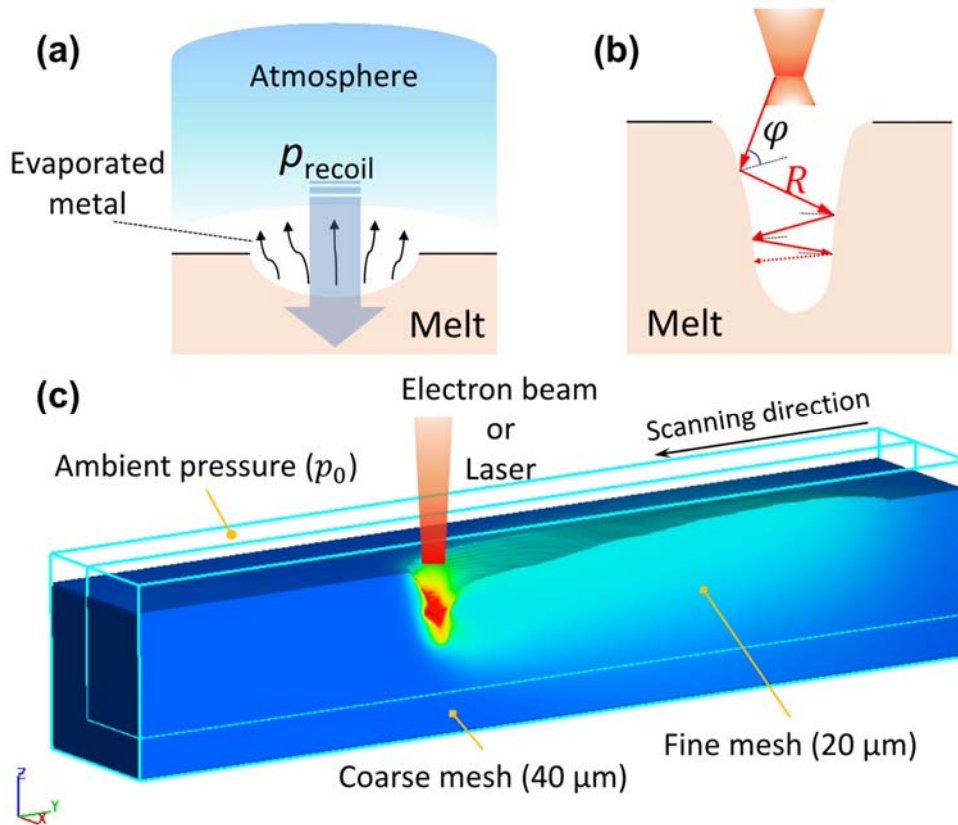 (a)
Atmosphere
Evaporated
metal
p_recoil
Melt
(b)
φ
R
Melt
(c)
Electron beam
or
Laser
Scanning direction
Ambient pressure (p₀)
Fine mesh (20 μm)
Coarse mesh (40 μm)
Z
Y
X